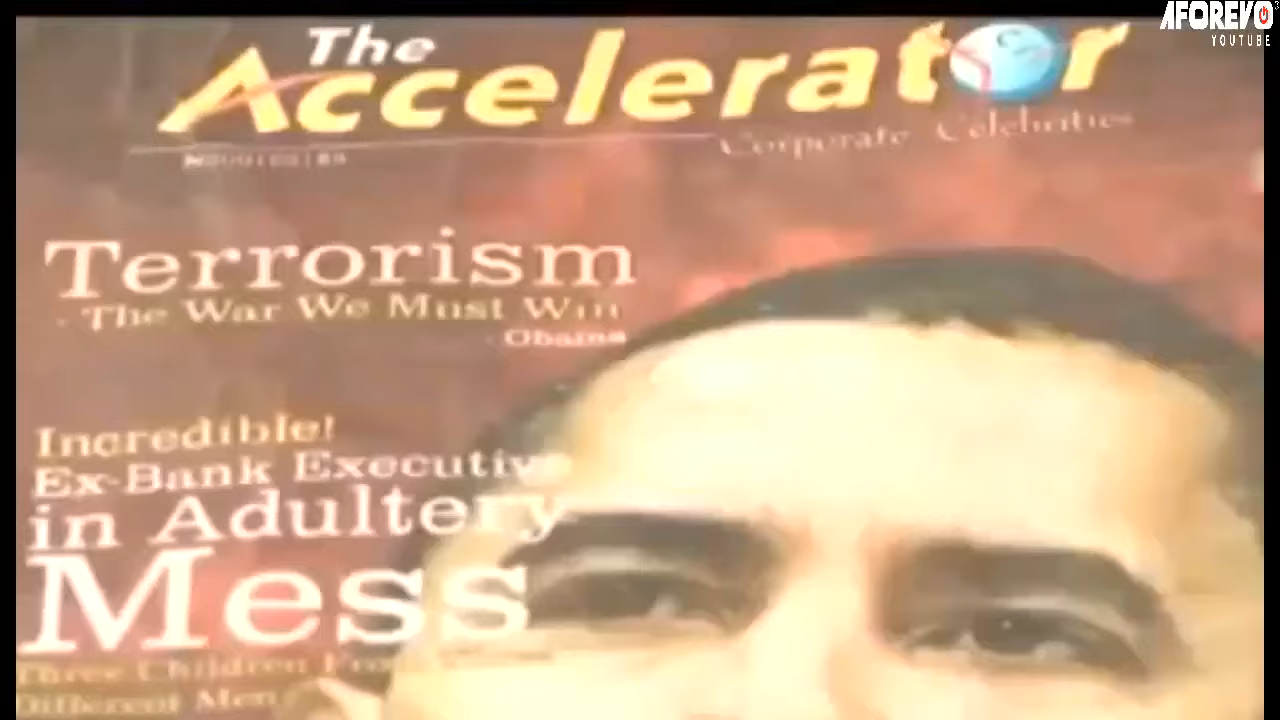 AFOREVO
YOUTUBE
The
Accelerator
Corporate Celebrities
Terrorism
- The War We Must Win
- Obama
Incredible!
Ex-Bank Executive
in Adultery
Mess
Three Children From
Different Men